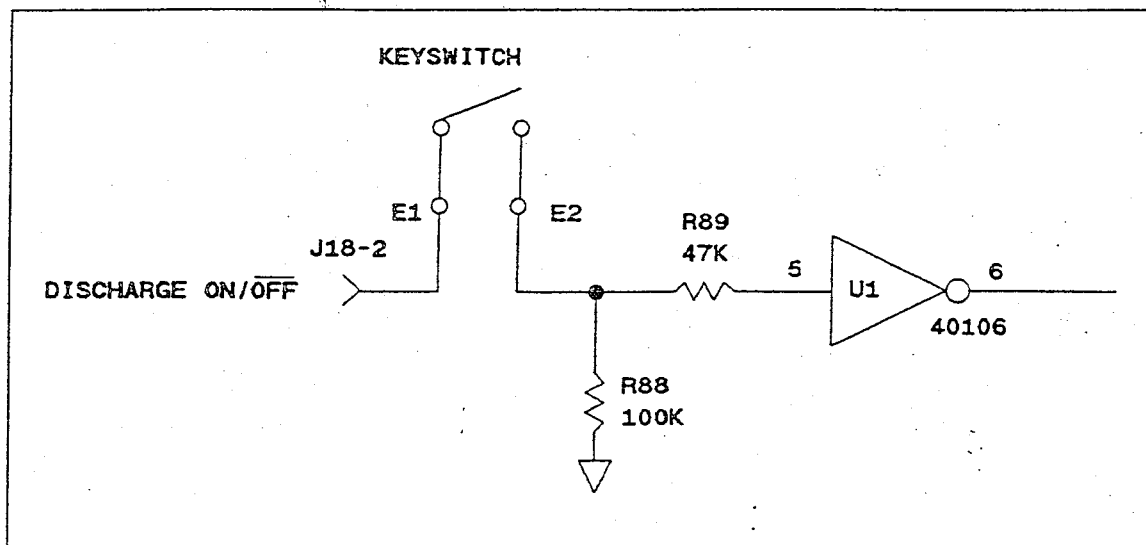 KEYSWITCH
E1
E2
J18-2
DISCHARGE ON/OFF
R89
47K
5
U1
6
40106
R88
100K